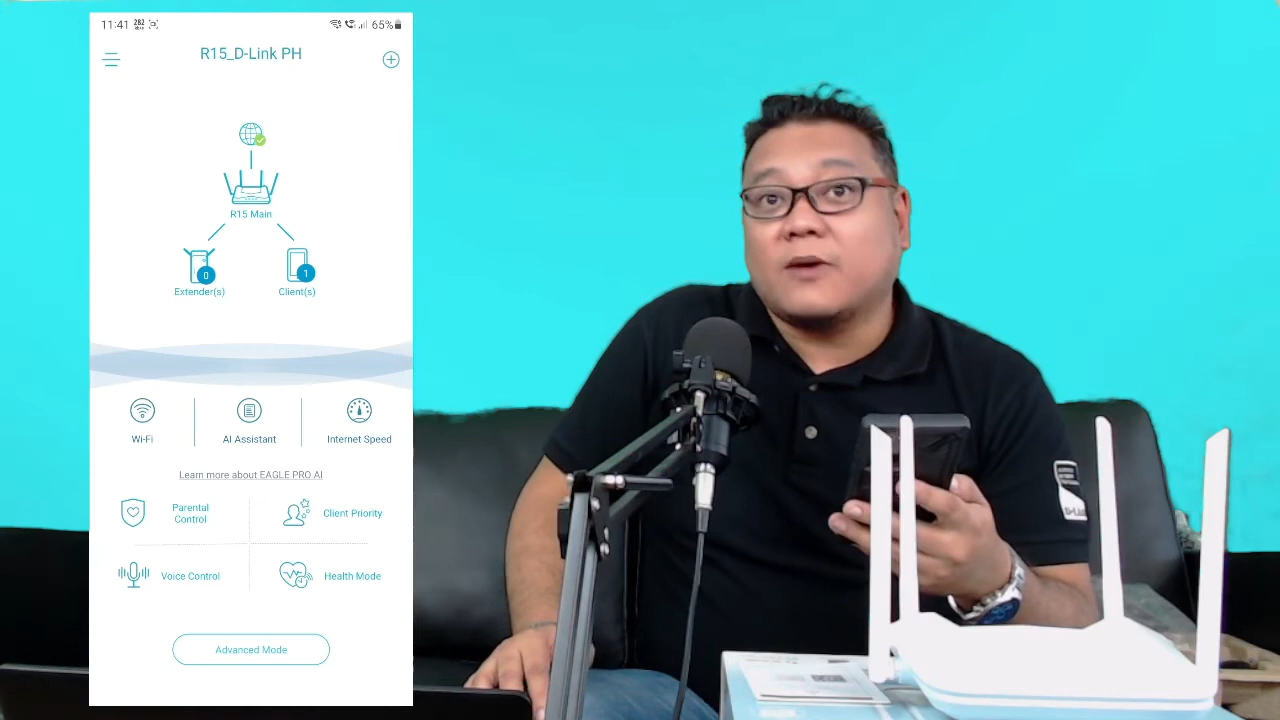 11:41
65%
R15_D-Link PH
R15 Main
0
1
Extender(s)
Client(s)
Wi-Fi
AI Assistant
Internet Speed
Learn more about EAGLE PRO AI
Parental
Control
Client Priority
Voice Control
Health Mode
Advanced Mode